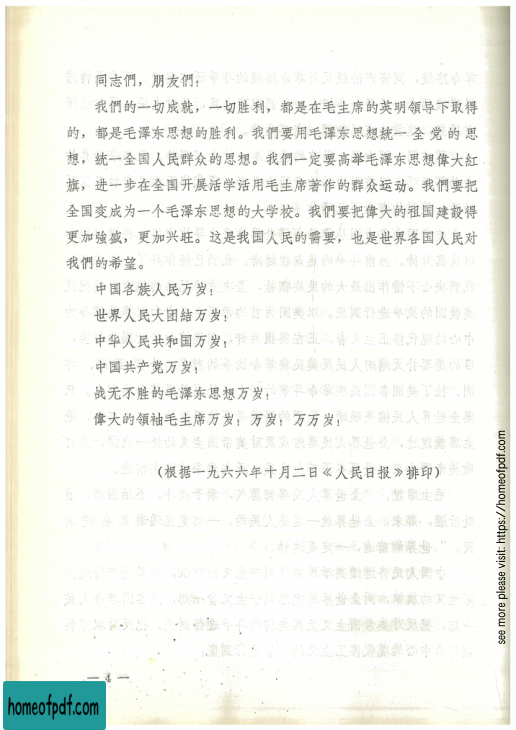 同志們，朋友們！
我們的一切成就，一切胜利，都是在毛主席的英明領导下取得
的，都是毛澤东思想的胜利。我們要用毛澤东思想統一全党的思
想，統一全国人民群众的思想。我們一定要高举毛澤东思想偉大紅
旗，进一步在全国开展活学活用毛主席著作的群众运动。我們要把
全国变成为一个毛澤东思想的大学校。我們要把偉大的祖国建設得
更加強盛，更加兴旺。这是我国人民的需要，也是世界各国人民对
我們的希望。
中国各族人民万岁！
世界人民大团結万岁！
中华人民共和国万岁！
中国共产党万岁！
战无不胜的毛澤东思想万岁！
偉大的領袖毛主席万岁！万岁！万万岁！
（根据一九六六年十月二日《人民日报》排印）
— 4 —
homeofpdf.com
see more please visit: https://homeofpdf.com